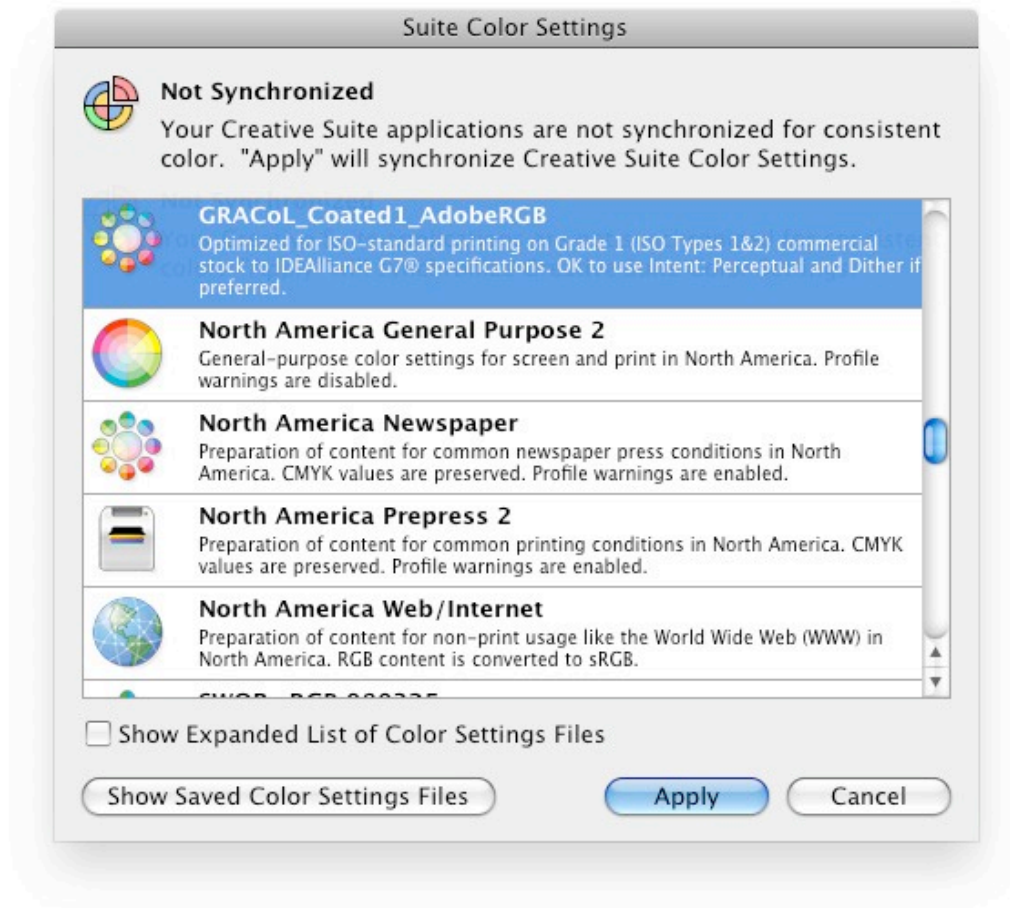 Suite Color Settings
Not Synchronized
Your Creative Suite applications are not synchronized for consistent
color. "Apply" will synchronize Creative Suite Color Settings.
GRACoL_Coated1_AdobeRGB
Optimized for ISO-standard printing on Grade 1 (ISO Types 1&2) commercial
stock to IDEAlliance G7® specifications. OK to use Intent: Perceptual and Dither if
preferred.
North America General Purpose 2
General-purpose color settings for screen and print in North America. Profile
warnings are disabled.
North America Newspaper
Preparation of content for common newspaper press conditions in North
America. CMYK values are preserved. Profile warnings are enabled.
North America Prepress 2
Preparation of content for common printing conditions in North America. CMYK
values are preserved. Profile warnings are enabled.
North America Web/Internet
Preparation of content for non-print usage like the World Wide Web (WWW) in
North America. RGB content is converted to sRGB.
Show Expanded List of Color Settings Files
Show Saved Color Settings Files
Apply
Cancel